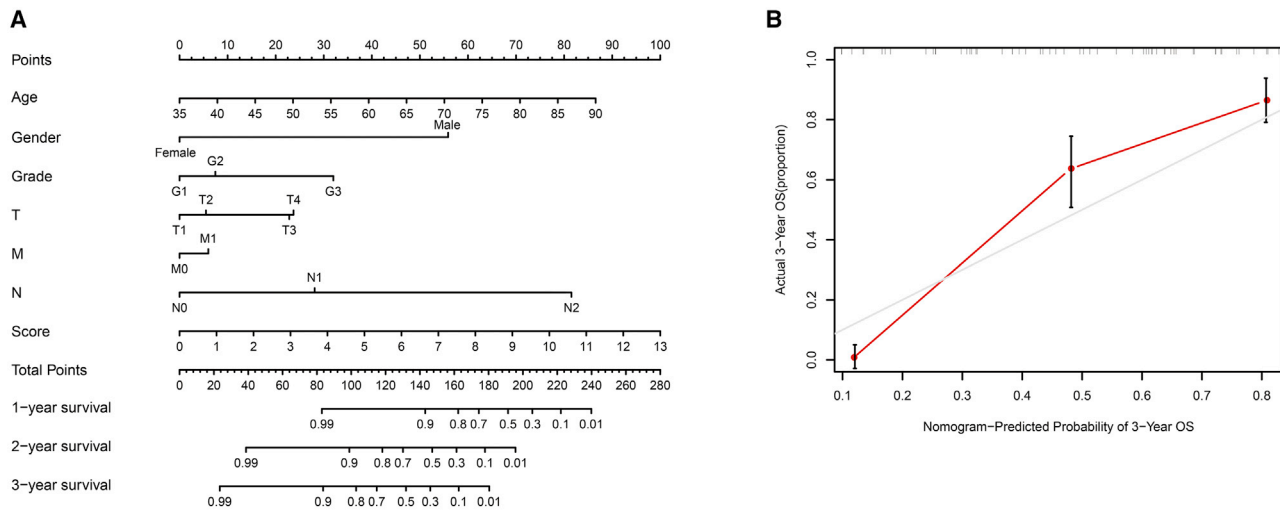 A
Points
0 10 20 30 40 50 60 70 80 90 100
Age
35 40 45 50 55 60 65 70 75 80 85 90
Gender
Male
Female
Grade
G2
G1 G3
T
T2 T4
T1 T3
M
M1
M0
N
N1
N0 N2
Score
0 1 2 3 4 5 6 7 8 9 10 11 12 13
Total Points
0 20 40 60 80 100 120 140 160 180 200 220 240 260 280
1−year survival
0.99 0.9 0.8 0.7 0.5 0.3 0.1 0.01
2−year survival
0.99 0.9 0.8 0.7 0.5 0.3 0.1 0.01
3−year survival
0.99 0.9 0.8 0.7 0.5 0.3 0.1 0.01
B
Actual 3−Year OS(proportion)
1.0
0.8
0.6
0.4
0.2
0.0
0.1 0.2 0.3 0.4 0.5 0.6 0.7 0.8
Nomogram−Predicted Probability of 3−Year OS